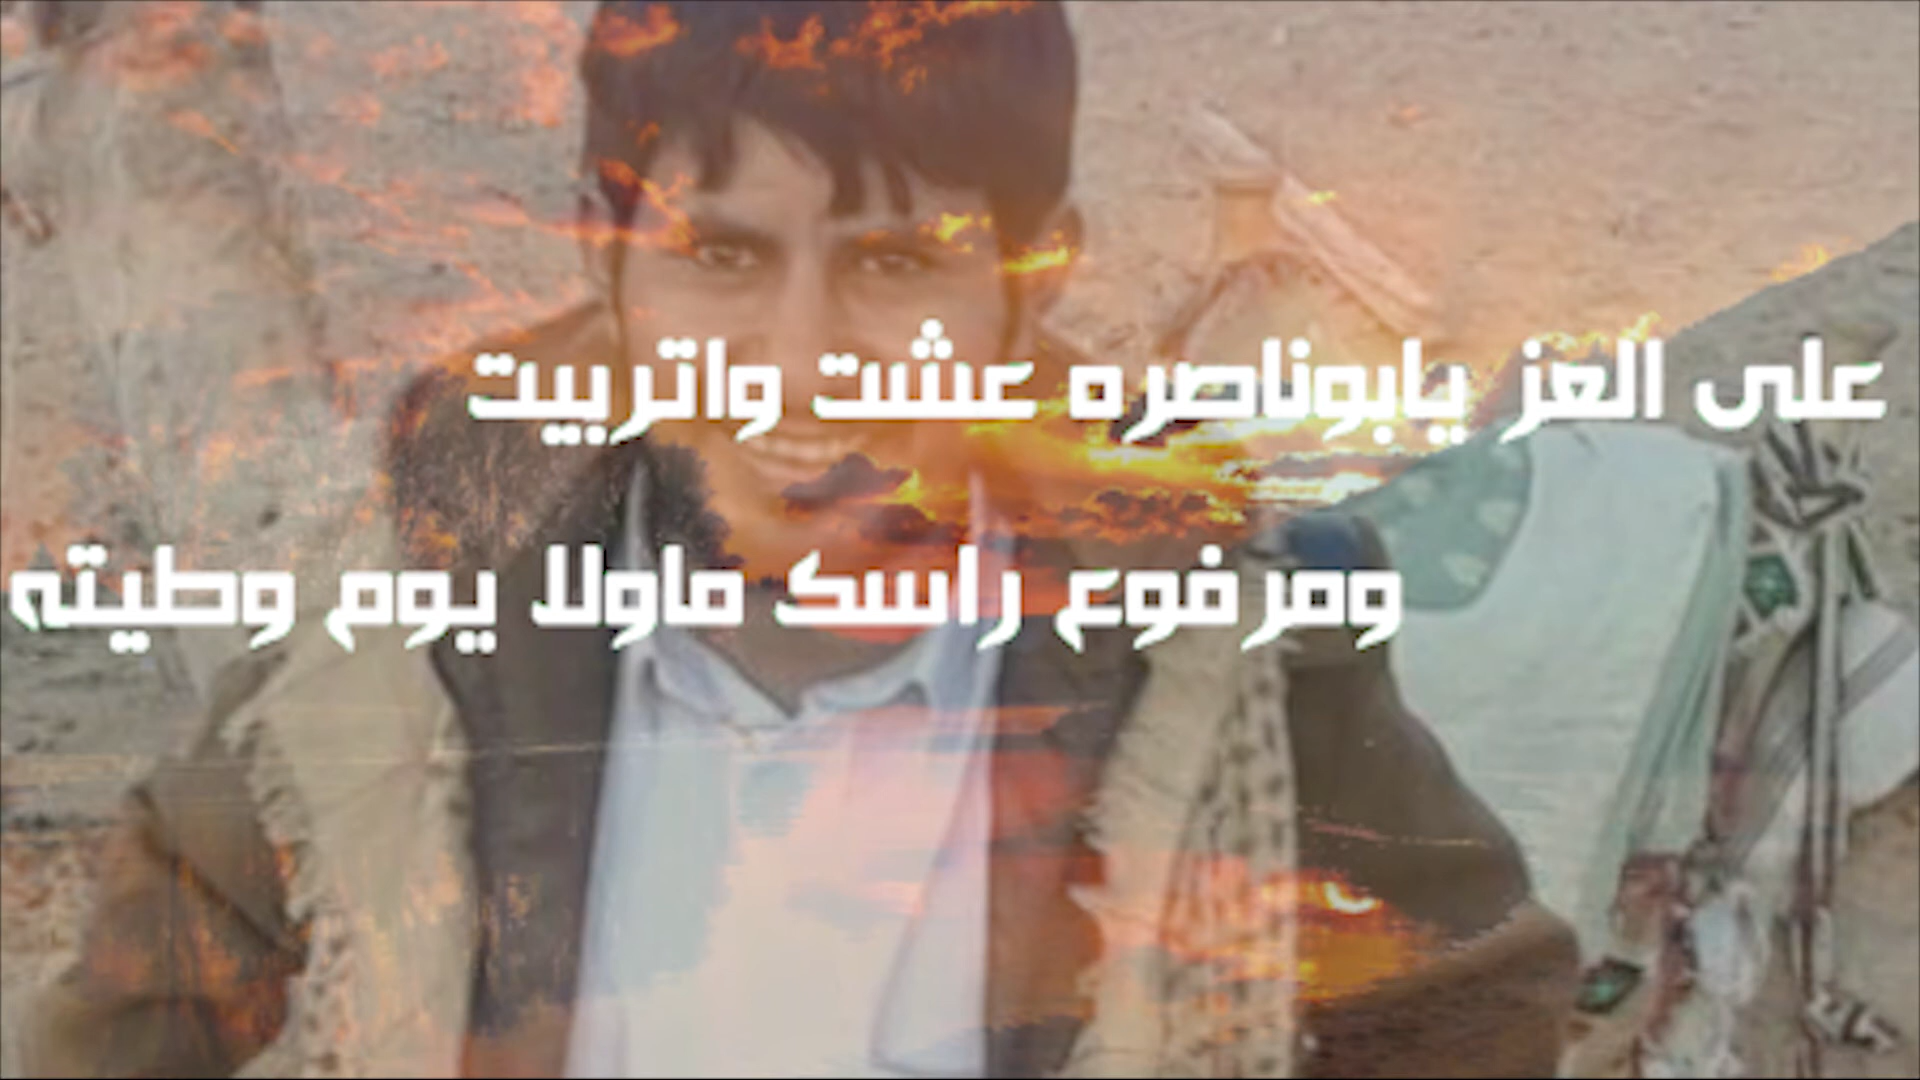 على العز يابوناصره عشت واتربيت
ومرفوع راسك ماولا يوم وطيته